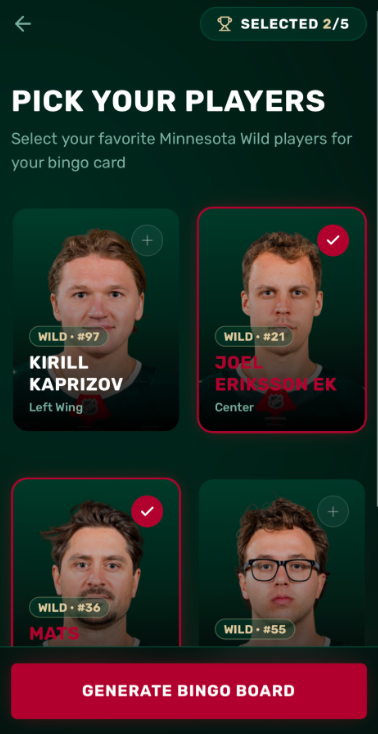 SELECTED 2/5
PICK YOUR PLAYERS
Select your favorite Minnesota Wild players for
your bingo card
WILD • #97
KIRILL
KAPRIZOV
Left Wing
WILD • #21
JOEL
ERIKSSON EK
Center
WILD • #36
MATS
WILD • #55
GENERATE BINGO BOARD